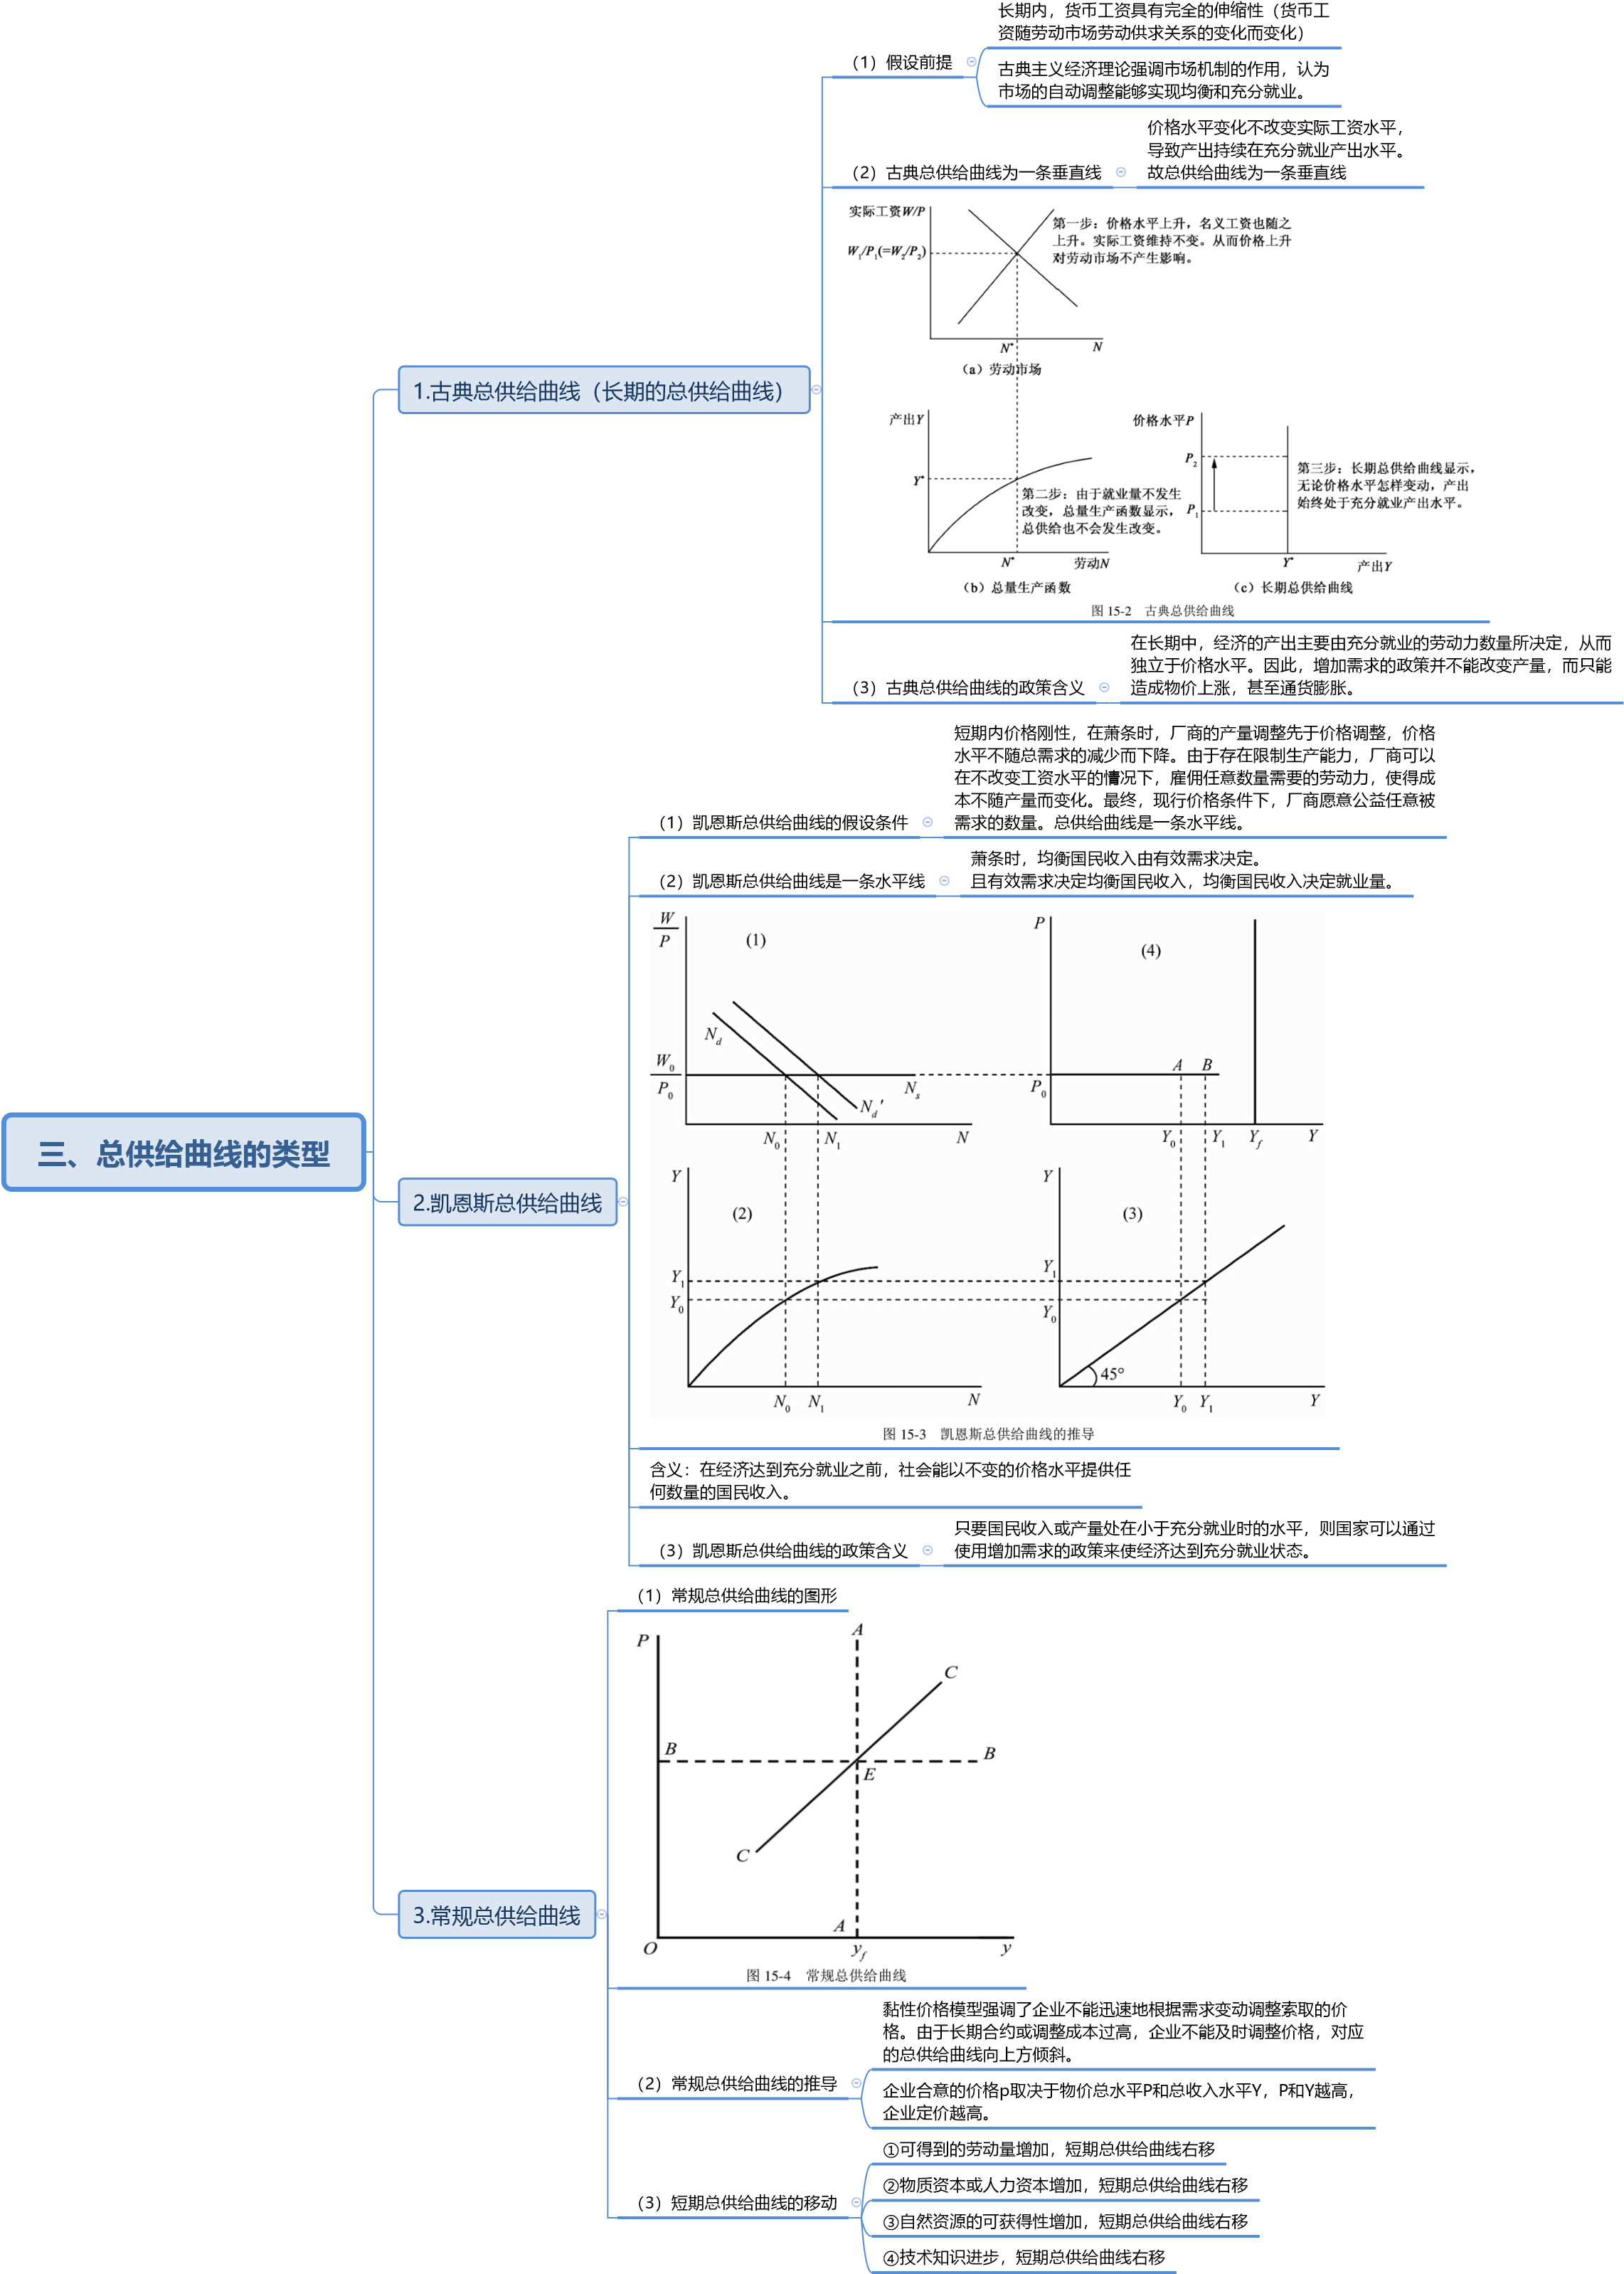 三、总供给曲线的类型
1.古典总供给曲线（长期的总供给曲线）
（1）假设前提
长期内，货币工资具有完全的伸缩性（货币工
资随劳动市场劳动供求关系的变化而变化）
古典主义经济理论强调市场机制的作用，认为
市场的自动调整能够实现均衡和充分就业。
（2）古典总供给曲线为一条垂直线
价格水平变化不改变实际工资水平，
导致产出持续在充分就业产出水平。
故总供给曲线为一条垂直线
实际工资W/P
W₁/P₁(=W₂/P₂)
第一步：价格水平上升，名义工资也随之
上升。实际工资维持不变。从而价格上升
对劳动市场不产生影响。
N*
N
（a）劳动市场
产出Y
Y*
第二步：由于就业量不发生
改变，总量生产函数显示，
总供给也不会发生改变。
N*
劳动N
（b）总量生产函数
价格水平P
P₂
P₁
第三步：长期总供给曲线显示，
无论价格水平怎样变动，产出
始终处于充分就业产出水平。
Y*
产出Y
（c）长期总供给曲线
图 15-2 古典总供给曲线
（3）古典总供给曲线的政策含义
在长期中，经济的产出主要由充分就业的劳动力数量所决定，从而
独立于价格水平。因此，增加需求的政策并不能改变产量，而只能
造成物价上涨，甚至通货膨胀。
2.凯恩斯总供给曲线
（1）凯恩斯总供给曲线的假设条件
短期内价格刚性，在萧条时，厂商的产量调整先于价格调整，价格
水平不随总需求的减少而下降。由于存在限制生产能力，厂商可以
在不改变工资水平的情况下，雇佣任意数量需要的劳动力，使得成
本不随产量而变化。最终，现行价格条件下，厂商愿意公益任意被
需求的数量。总供给曲线是一条水平线。
（2）凯恩斯总供给曲线是一条水平线
萧条时，均衡国民收入由有效需求决定。
且有效需求决定均衡国民收入，均衡国民收入决定就业量。
W
P
(1)
N_d
W₀
P₀
N_s
N_d′
N₀
N₁
N
P
(4)
P₀
A
B
Y₀
Y₁
Y_f
Y
Y
(2)
Y₁
Y₀
N₀
N₁
N
Y
(3)
Y₁
Y₀
45°
Y₀
Y₁
Y
图 15-3 凯恩斯总供给曲线的推导
含义：在经济达到充分就业之前，社会能以不变的价格水平提供任
何数量的国民收入。
（3）凯恩斯总供给曲线的政策含义
只要国民收入或产量处在小于充分就业时的水平，则国家可以通过
使用增加需求的政策来使经济达到充分就业状态。
3.常规总供给曲线
（1）常规总供给曲线的图形
P
A
C
B
B
E
C
A
O
y_f
y
图 15-4 常规总供给曲线
（2）常规总供给曲线的推导
黏性价格模型强调了企业不能迅速地根据需求变动调整索取的价
格。由于长期合约或调整成本过高，企业不能及时调整价格，对应
的总供给曲线向上方倾斜。
企业合意的价格p取决于物价总水平P和总收入水平Y，P和Y越高，
企业定价越高。
（3）短期总供给曲线的移动
①可得到的劳动量增加，短期总供给曲线右移
②物质资本或人力资本增加，短期总供给曲线右移
③自然资源的可获得性增加，短期总供给曲线右移
④技术知识进步，短期总供给曲线右移